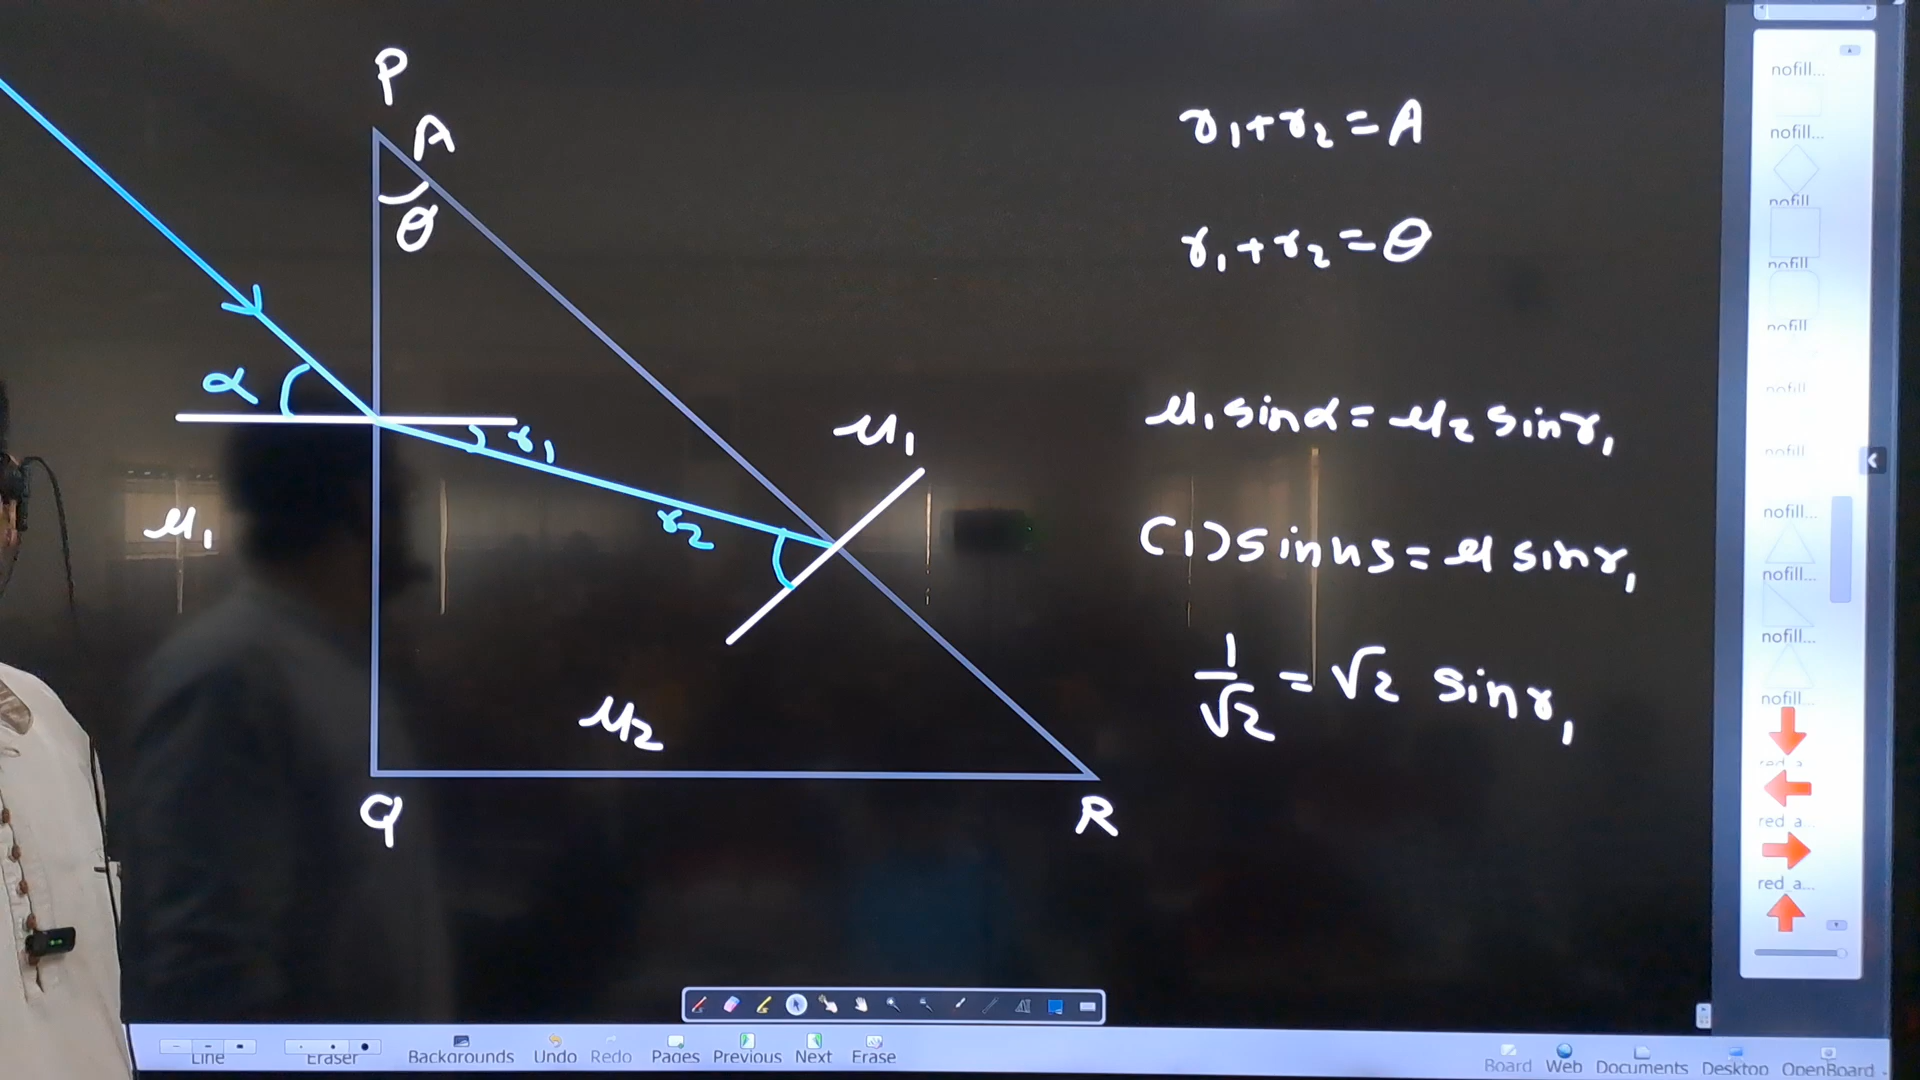 P
A
θ
α
r₁
r₂
μ₁
μ₁
μ₂
Q
R
r₁+r₂=A
r₁+r₂=θ
μ₁ sinα = μ₂ sinr₁
(1) sin45 = μ sinr₁
1/√2 = √2 sinr₁
nofill...
nofill...
nofill
nofill
nofill
nofill
nofill
nofill...
nofill...
nofill...
nofill...
red_a...
red_a...
Line
Eraser
Backgrounds
Undo
Redo
Pages
Previous
Next
Erase
Board
Web
Documents
Desktop
OpenBoard